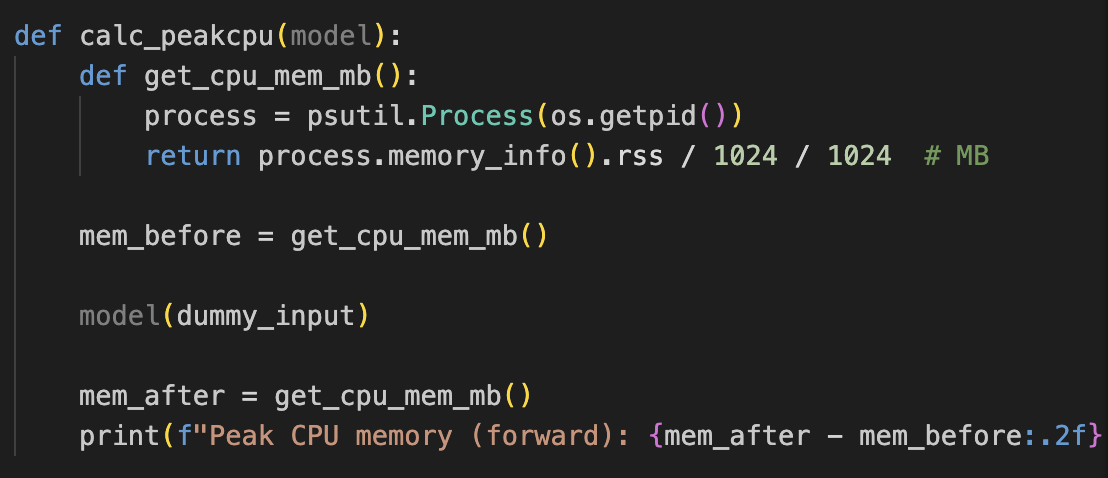 def calc_peakcpu(model):
    def get_cpu_mem_mb():
        process = psutil.Process(os.getpid())
        return process.memory_info().rss / 1024 / 1024  # MB

    mem_before = get_cpu_mem_mb()

    model(dummy_input)

    mem_after = get_cpu_mem_mb()
    print(f"Peak CPU memory (forward): {mem_after - mem_before:.2f}